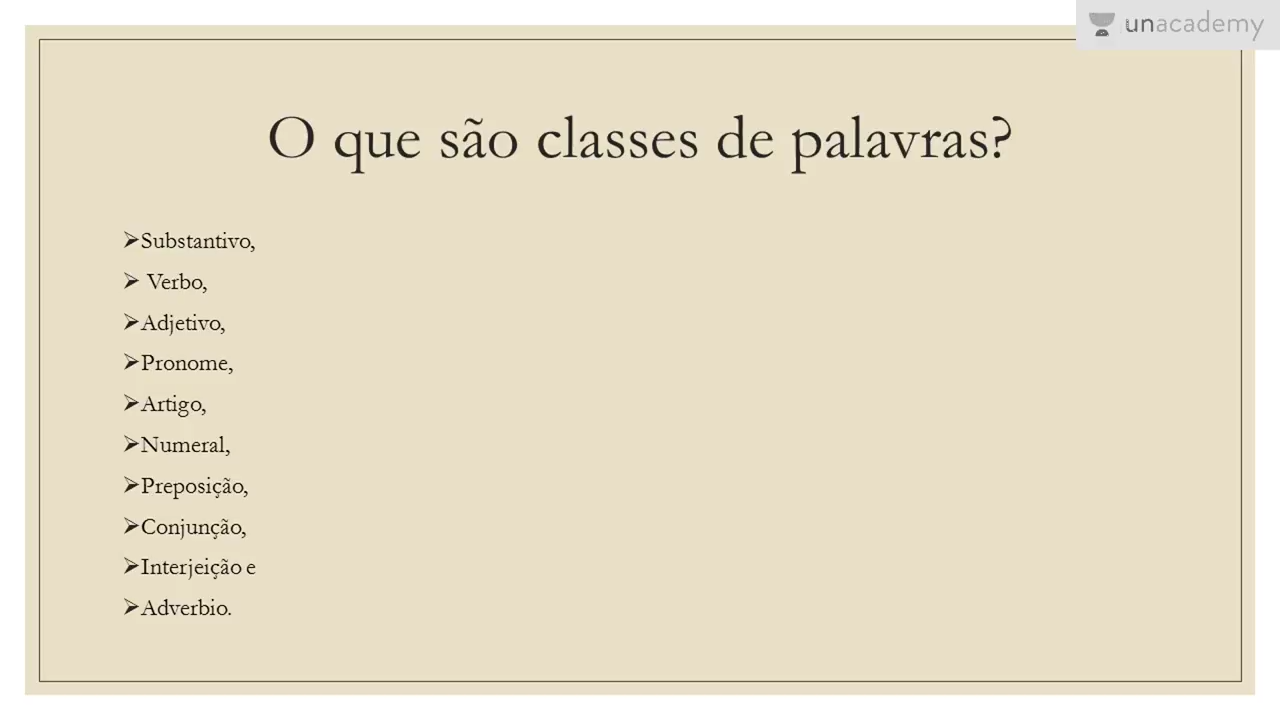 unacademy
O que são classes de palavras?
➢Substantivo,
➢ Verbo,
➢Adjetivo,
➢Pronome,
➢Artigo,
➢Numeral,
➢Preposição,
➢Conjunção,
➢Interjeição e
➢Adverbio.